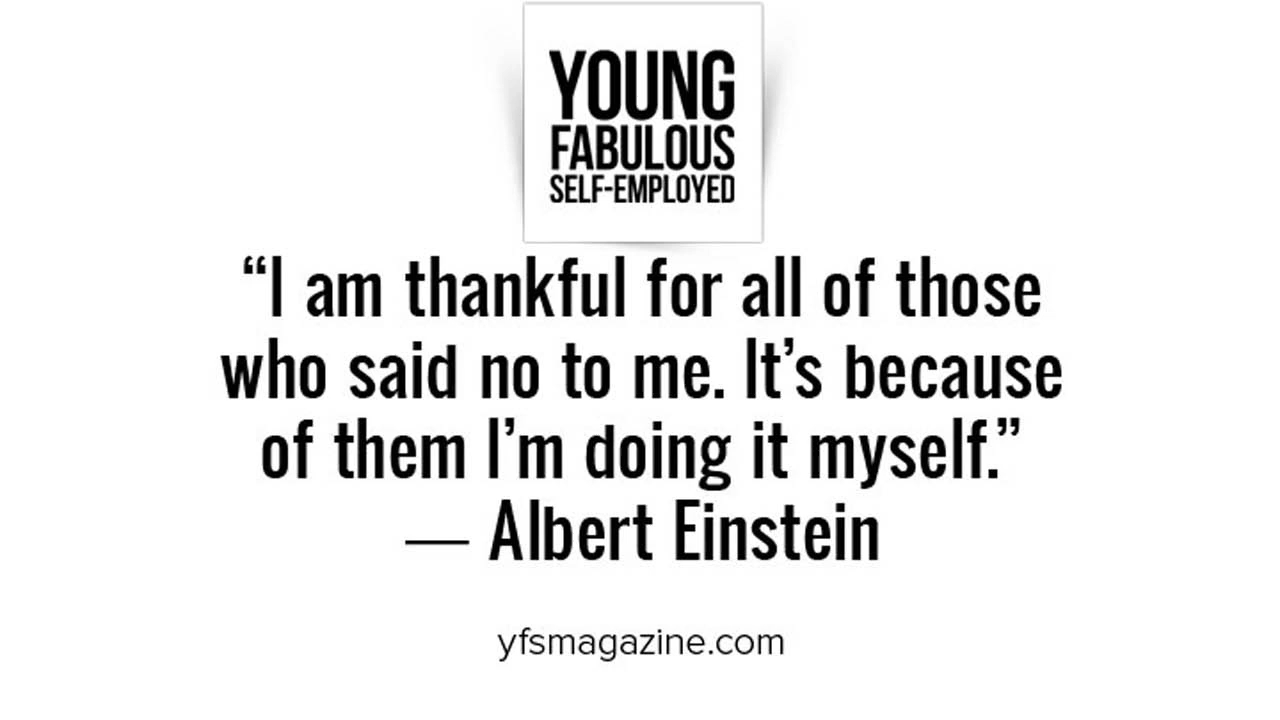 YOUNG
FABULOUS
SELF-EMPLOYED
“I am thankful for all of those
who said no to me. It’s because
of them I’m doing it myself.”
— Albert Einstein
yfsmagazine.com